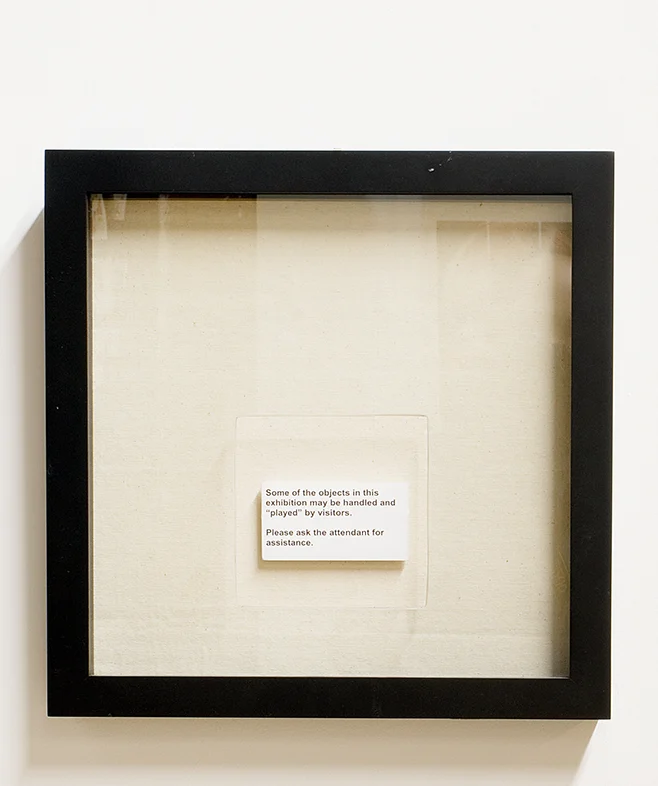 Some of the objects in this
exhibition may be handled and
“played” by visitors.
Please ask the attendant for
assistance.